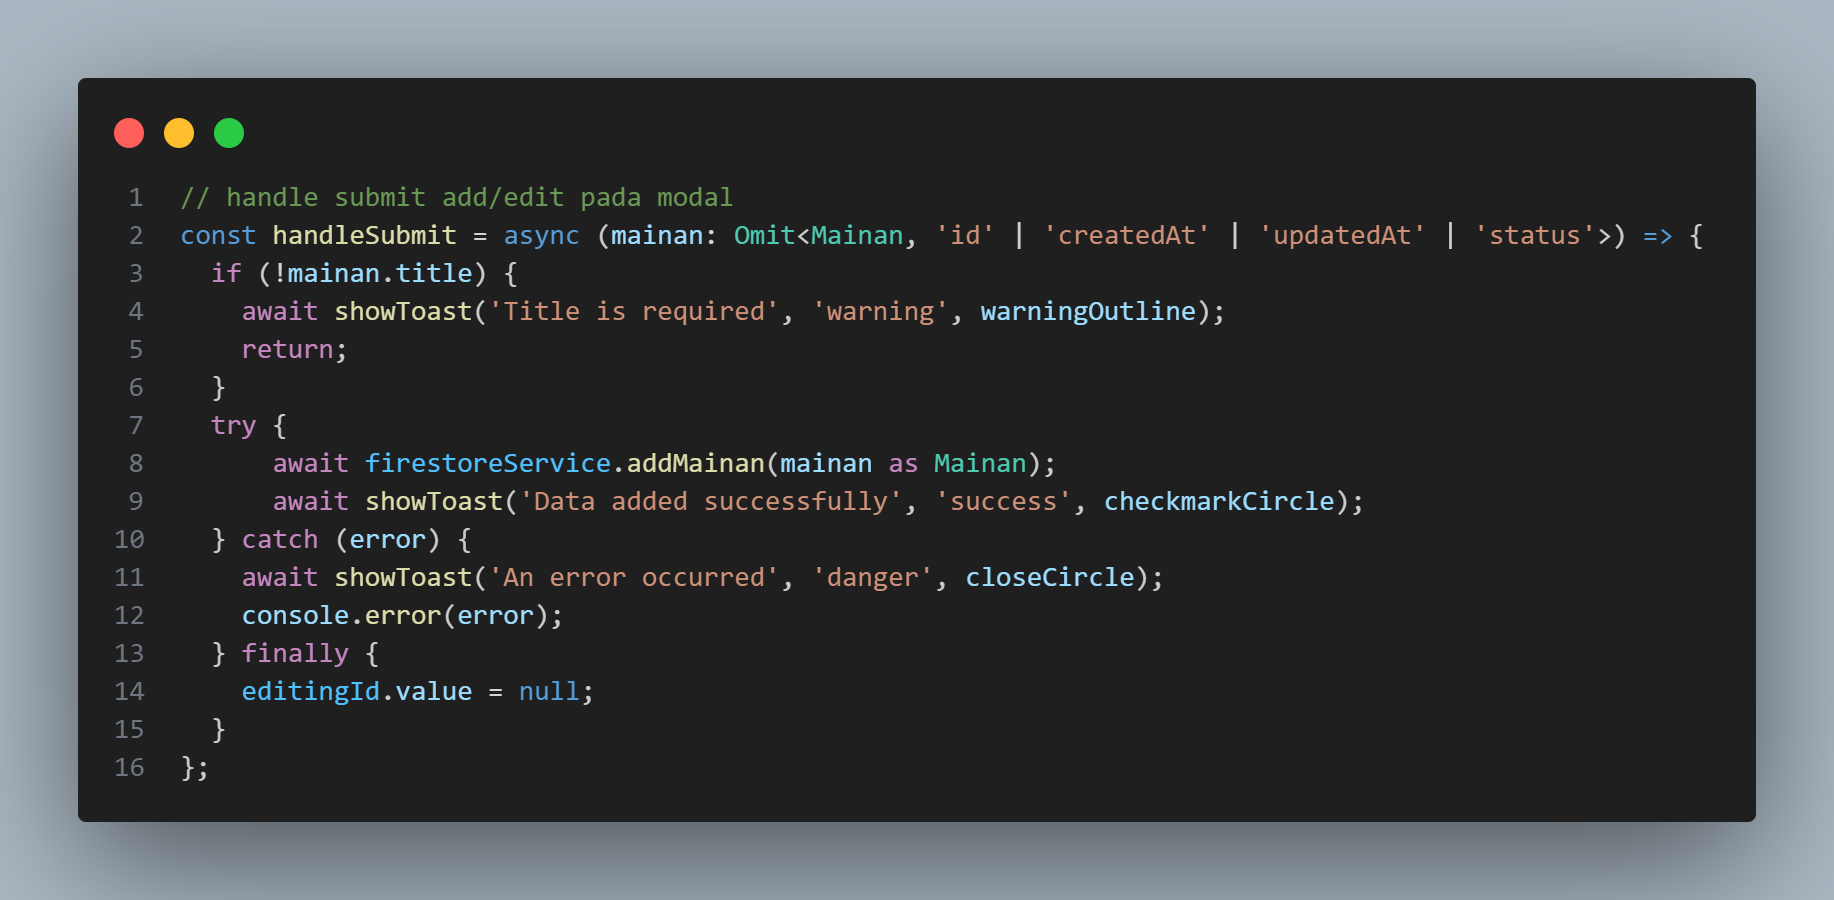 1 // handle submit add/edit pada modal
2 const handleSubmit = async (mainan: Omit<Mainan, 'id' | 'createdAt' | 'updatedAt' | 'status'>) => {
3   if (!mainan.title) {
4     await showToast('Title is required', 'warning', warningOutline);
5     return;
6   }
7   try {
8       await firestoreService.addMainan(mainan as Mainan);
9       await showToast('Data added successfully', 'success', checkmarkCircle);
10   } catch (error) {
11     await showToast('An error occurred', 'danger', closeCircle);
12     console.error(error);
13   } finally {
14     editingId.value = null;
15   }
16 };